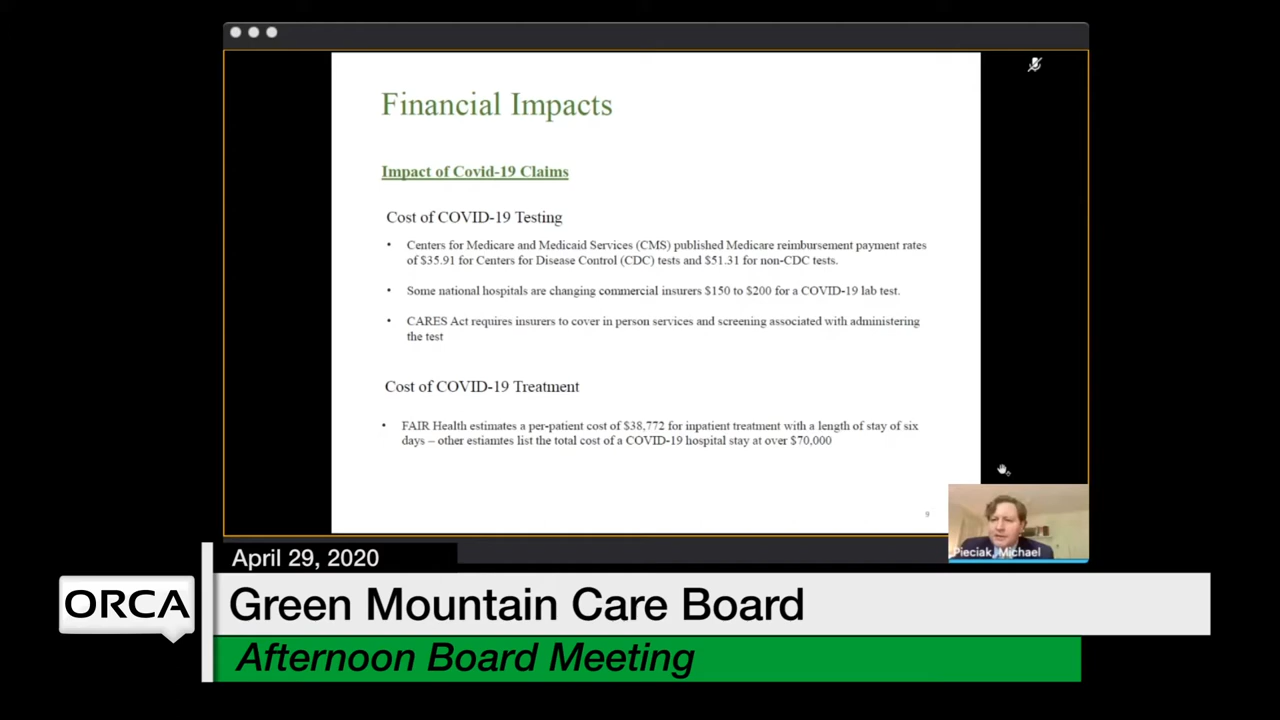 Financial Impacts
Impact of Covid-19 Claims
Cost of COVID-19 Testing
• Centers for Medicare and Medicaid Services (CMS) published Medicare reimbursement payment rates
of $35.91 for Centers for Disease Control (CDC) tests and $51.31 for non-CDC tests.
• Some national hospitals are changing commercial insurers $150 to $200 for a COVID-19 lab test.
• CARES Act requires insurers to cover in person services and screening associated with administering
the test
Cost of COVID-19 Treatment
• FAIR Health estimates a per-patient cost of $38,772 for inpatient treatment with a length of stay of six
days – other estiamtes list the total cost of a COVID-19 hospital stay at over $70,000
9
Pieciak, Michael
April 29, 2020
ORCA
Green Mountain Care Board
Afternoon Board Meeting